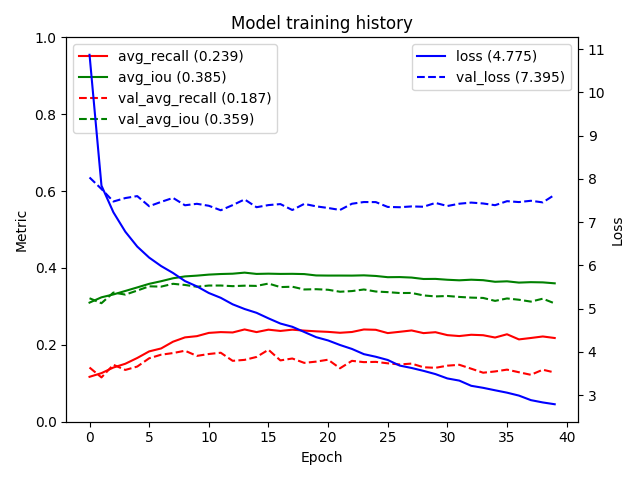 Model training history
avg_recall (0.239)
avg_iou (0.385)
val_avg_recall (0.187)
val_avg_iou (0.359)
loss (4.775)
val_loss (7.395)
1.0
0.8
0.6
0.4
0.2
0.0
Metric
11
10
9
8
7
6
5
4
3
Loss
0 5 10 15 20 25 30 35 40
Epoch